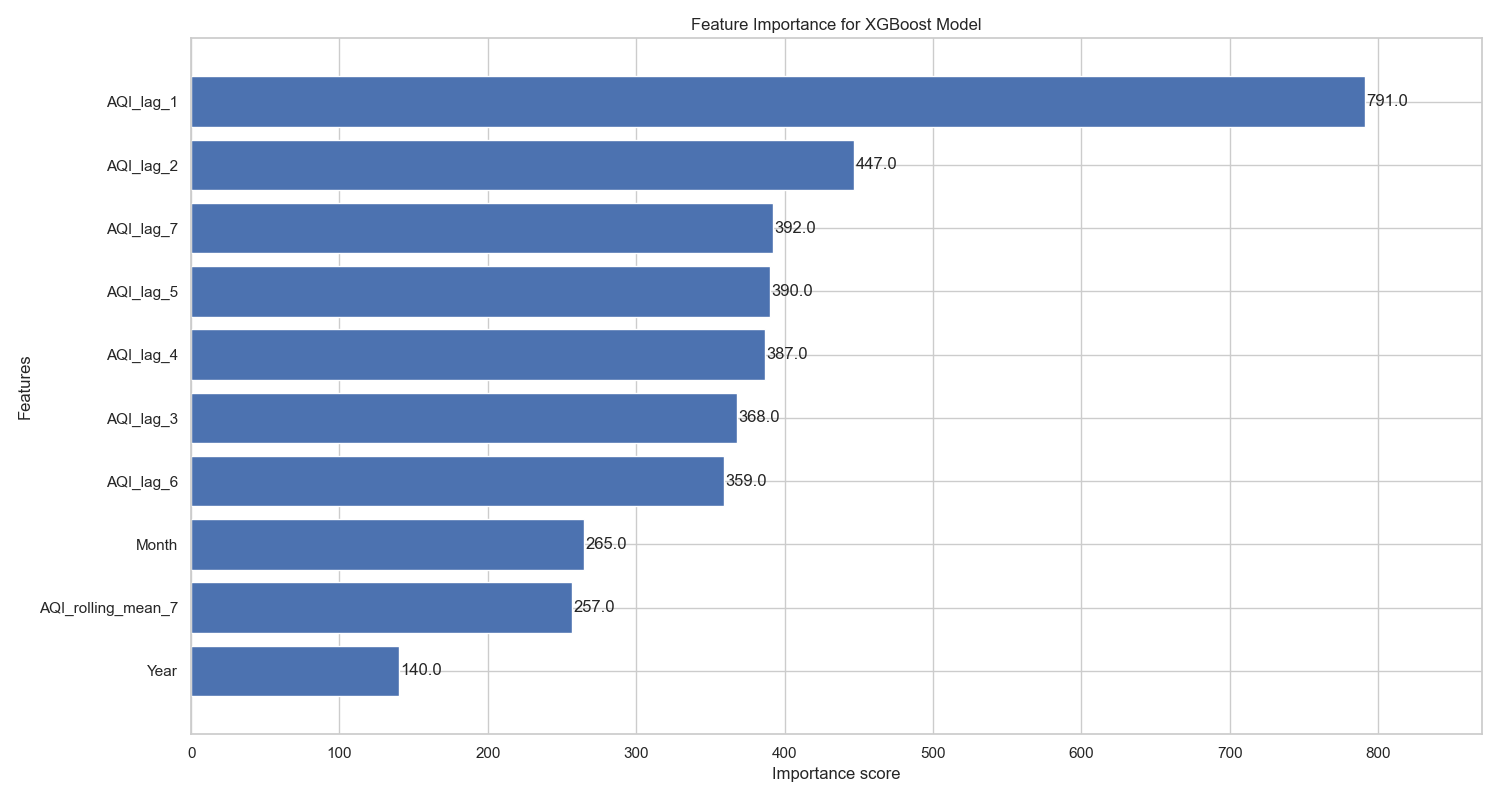 Feature Importance for XGBoost Model
Features
AQI_lag_1 791.0
AQI_lag_2 447.0
AQI_lag_7 392.0
AQI_lag_5 390.0
AQI_lag_4 387.0
AQI_lag_3 368.0
AQI_lag_6 359.0
Month 265.0
AQI_rolling_mean_7 257.0
Year 140.0
0 100 200 300 400 500 600 700 800
Importance score